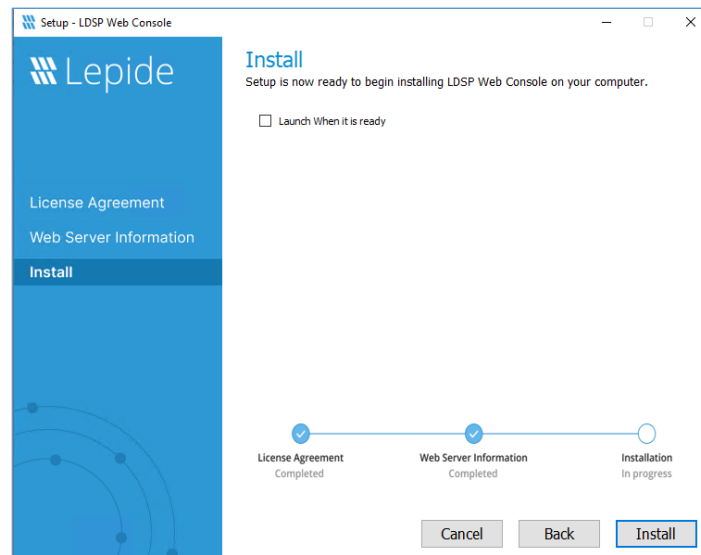 Setup - LDSP Web Console
Lepide
License Agreement
Web Server Information
Install
Install
Setup is now ready to begin installing LDSP Web Console on your computer.
Launch When it is ready
License Agreement
Completed
Web Server Information
Completed
Installation
In progress
Cancel
Back
Install